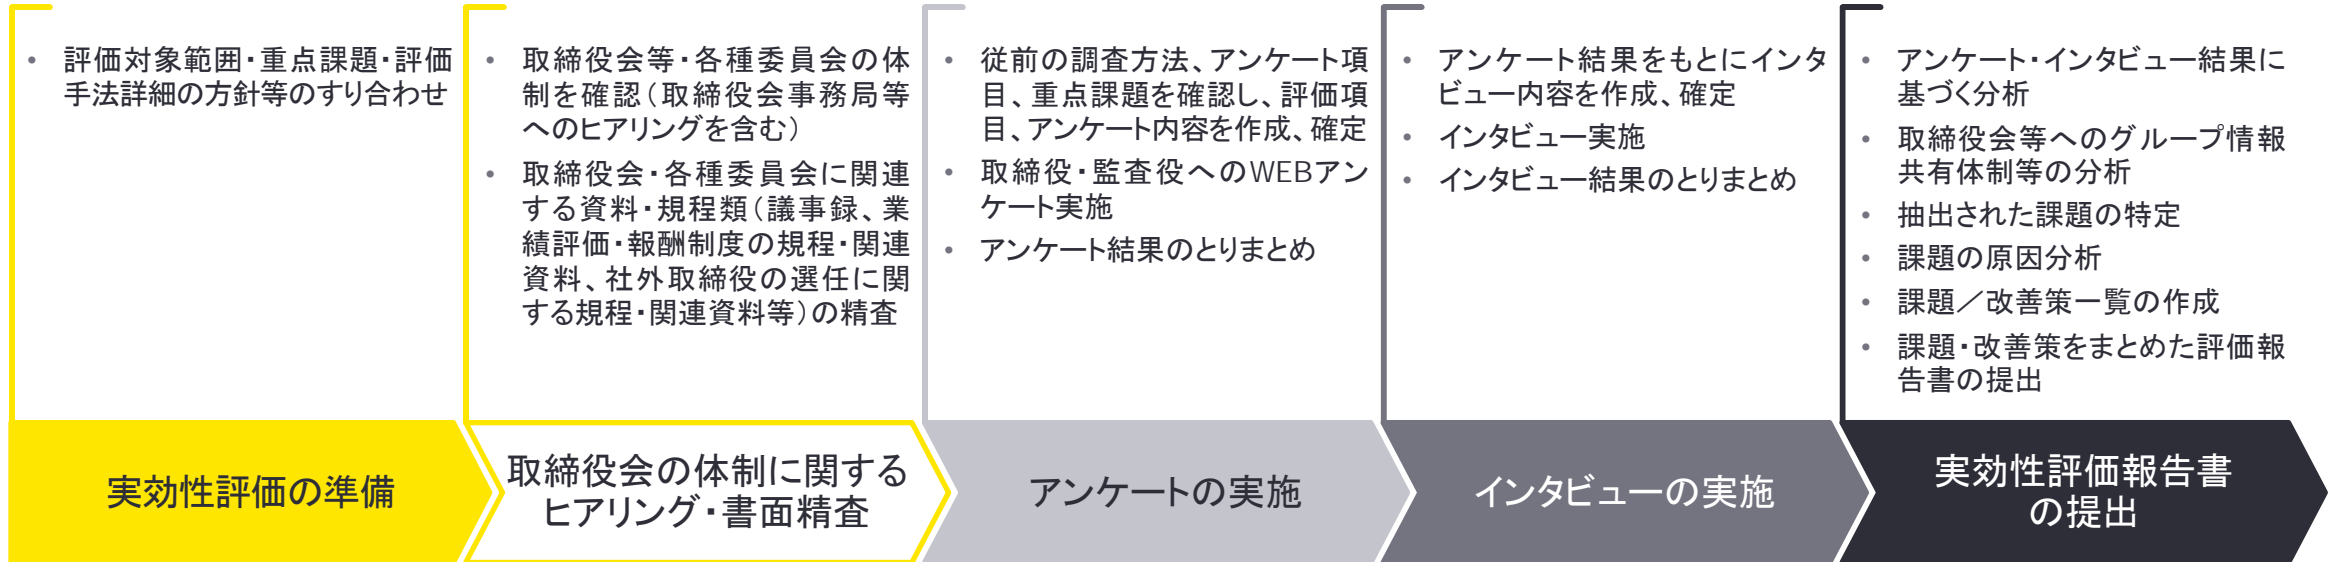 • 評価対象範囲・重点課題・評価
手法詳細の方針等のすり合わせ
• 取締役会等・各種委員会の体
制を確認（取締役会事務局等
へのヒアリングを含む）
• 取締役会・各種委員会に関連
する資料・規程類（議事録、業
績評価・報酬制度の規程・関連
資料、社外取締役の選任に関
する規程・関連資料等）の精査
• 従前の調査方法、アンケート項
目、重点課題を確認し、評価項
目、アンケート内容を作成、確定
• 取締役・監査役へのWEBアン
ケート実施
• アンケート結果のとりまとめ
• アンケート結果をもとにインタ
ビュー内容を作成、確定
• インタビュー実施
• インタビュー結果のとりまとめ
• アンケート・インタビュー結果に
基づく分析
• 取締役会等へのグループ情報
共有体制等の分析
• 抽出された課題の特定
• 課題の原因分析
• 課題／改善策一覧の作成
• 課題・改善策をまとめた評価報
告書の提出
実効性評価の準備
取締役会の体制に関する
ヒアリング・書面精査
アンケートの実施
インタビューの実施
実効性評価報告書
の提出